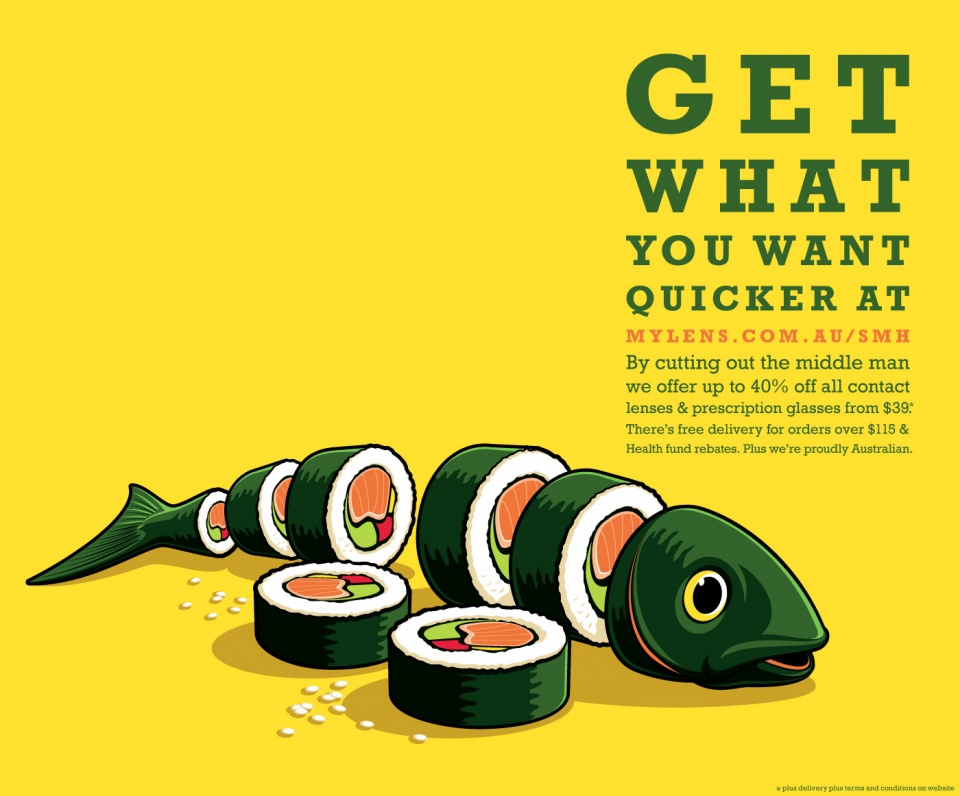 GET
WHAT
YOU WANT
QUICKER AT
MYLENS.COM.AU/SMH
By cutting out the middle man
we offer up to 40% off all contact
lenses & prescription glasses from $39.*
There's free delivery for orders over $115 &
Health fund rebates. Plus we're proudly Australian.
* plus delivery plus terms and conditions on website